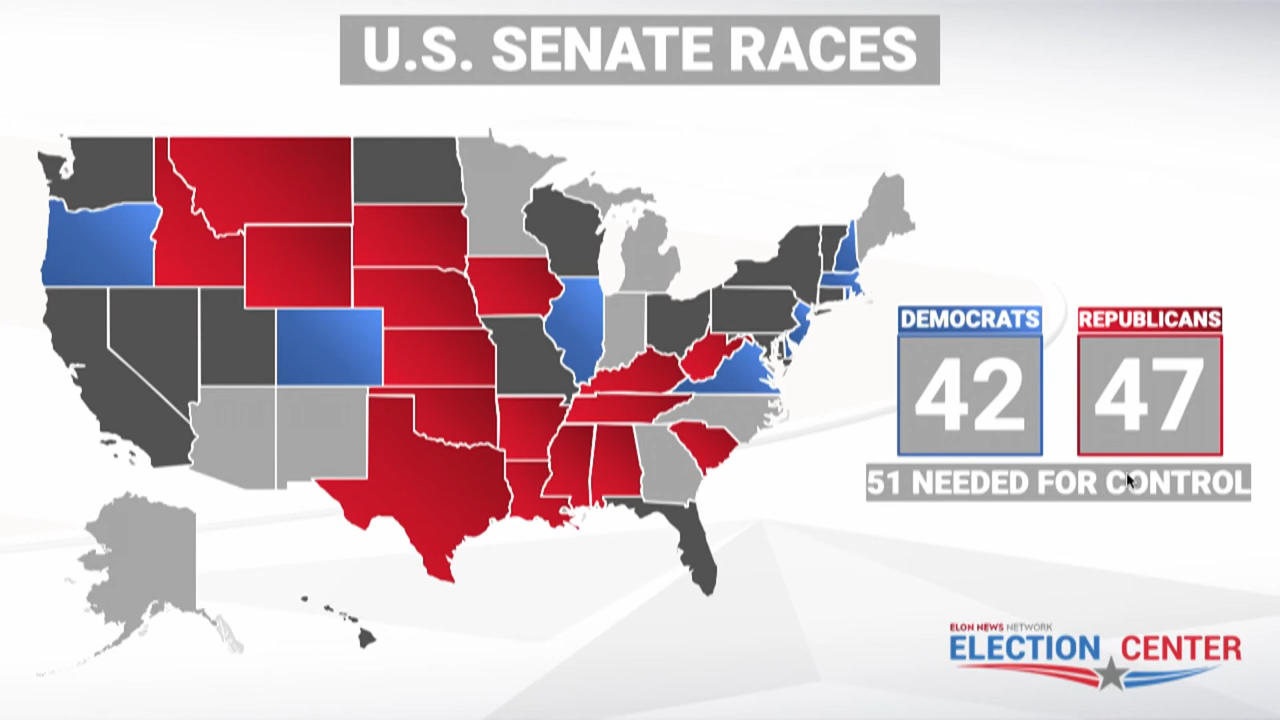 U.S. SENATE RACES
DEMOCRATS
REPUBLICANS
42
47
51 NEEDED FOR CONTROL
ELON NEWS NETWORK
ELECTION CENTER